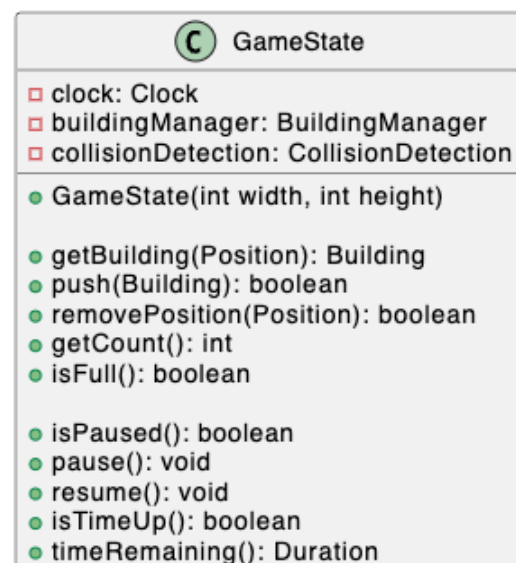 C GameState
clock: Clock
buildingManager: BuildingManager
collisionDetection: CollisionDetection
GameState(int width, int height)
getBuilding(Position): Building
push(Building): boolean
removePosition(Position): boolean
getCount(): int
isFull(): boolean
isPaused(): boolean
pause(): void
resume(): void
isTimeUp(): boolean
timeRemaining(): Duration